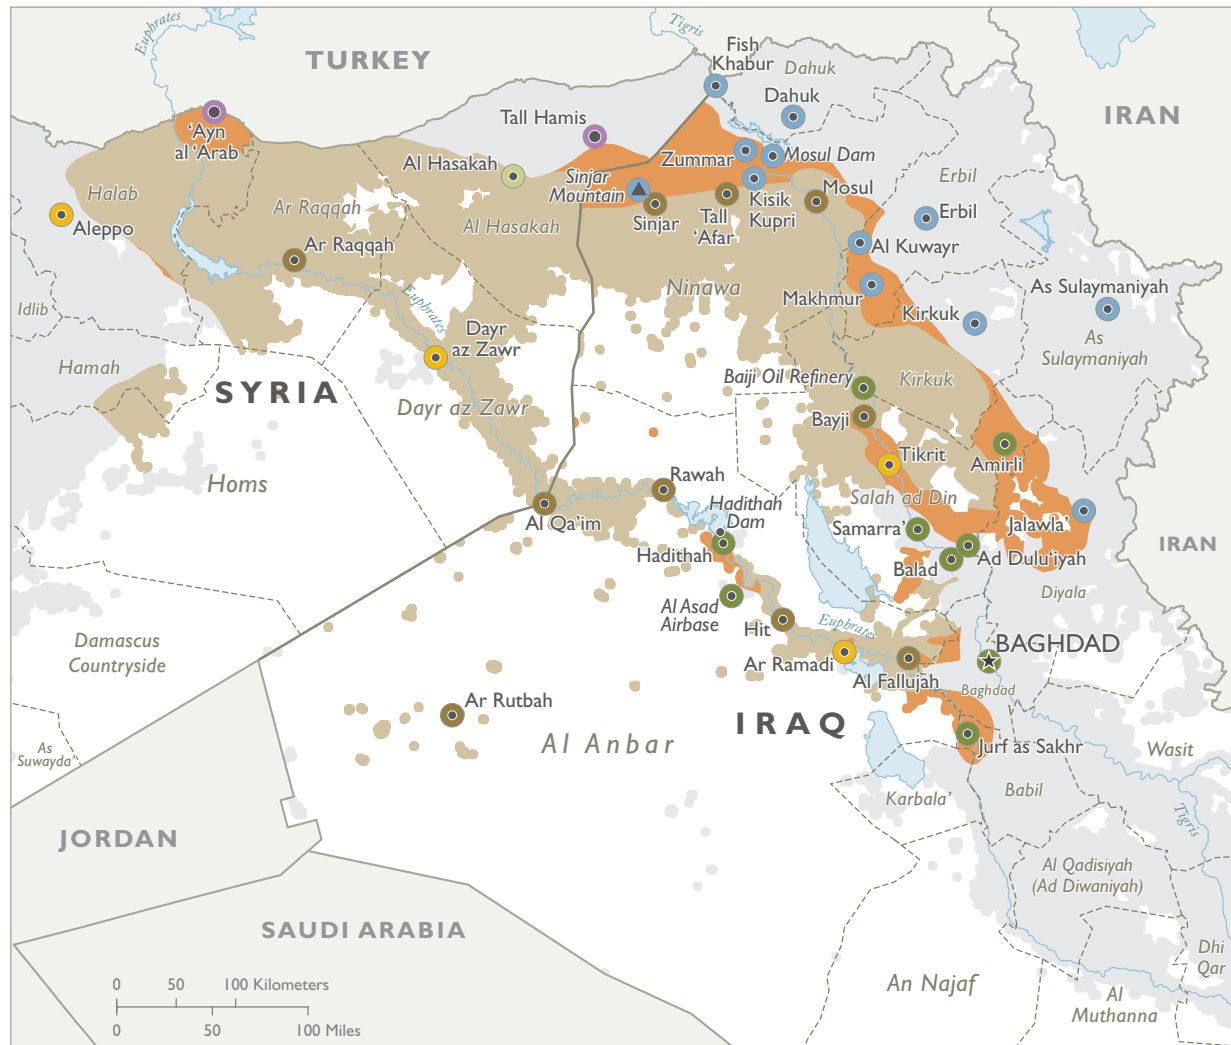 Euphrates
TURKEY
Tigris
Fish
Khabur
Dahuk
Dahuk
IRAN
‘Ayn
al ‘Arab
Tall Hamis
Al Hasakah
Zummar
Mosul Dam
Sinjar
Mountain
Halab
Aleppo
Ar Raqqah
Ar Raqqah
Al Hasakah
Sinjar
Tall
‘Afar
Kisik
Kupri
Mosul
Erbil
Erbil
Al Kuwayr
Ninawa
Makhmur
Kirkuk
As Sulaymaniyah
As
Sulaymaniyah
Idlib
Hamah
Euphrates
Dayr
az Zawr
SYRIA
Dayr az Zawr
Baiji Oil Refinery
Kirkuk
Bayji
Tikrit
Amirli
Homs
Rawah
Al Qa’im
Hadithah
Dam
Hadithah
Salah ad Din
Samarra’
Jalawla’
Balad
Ad Dulu‘iyah
IRAN
Diyala
Al Asad
Airbase
Hit
Euphrates
Ar Ramadi
Al Fallujah
BAGHDAD
Baghdad
Damascus
Countryside
Ar Rutbah
IRAQ
Al Anbar
Jurf as Sakhr
As
Suwayda’
Wasit
Karbala’
Babil
Tigris
JORDAN
Al Qadisiyah
(Ad Diwaniyah)
SAUDI ARABIA
Dhi
Qar
An Najaf
Al
Muthanna
0 50 100 Kilometers
0 50 100 Miles